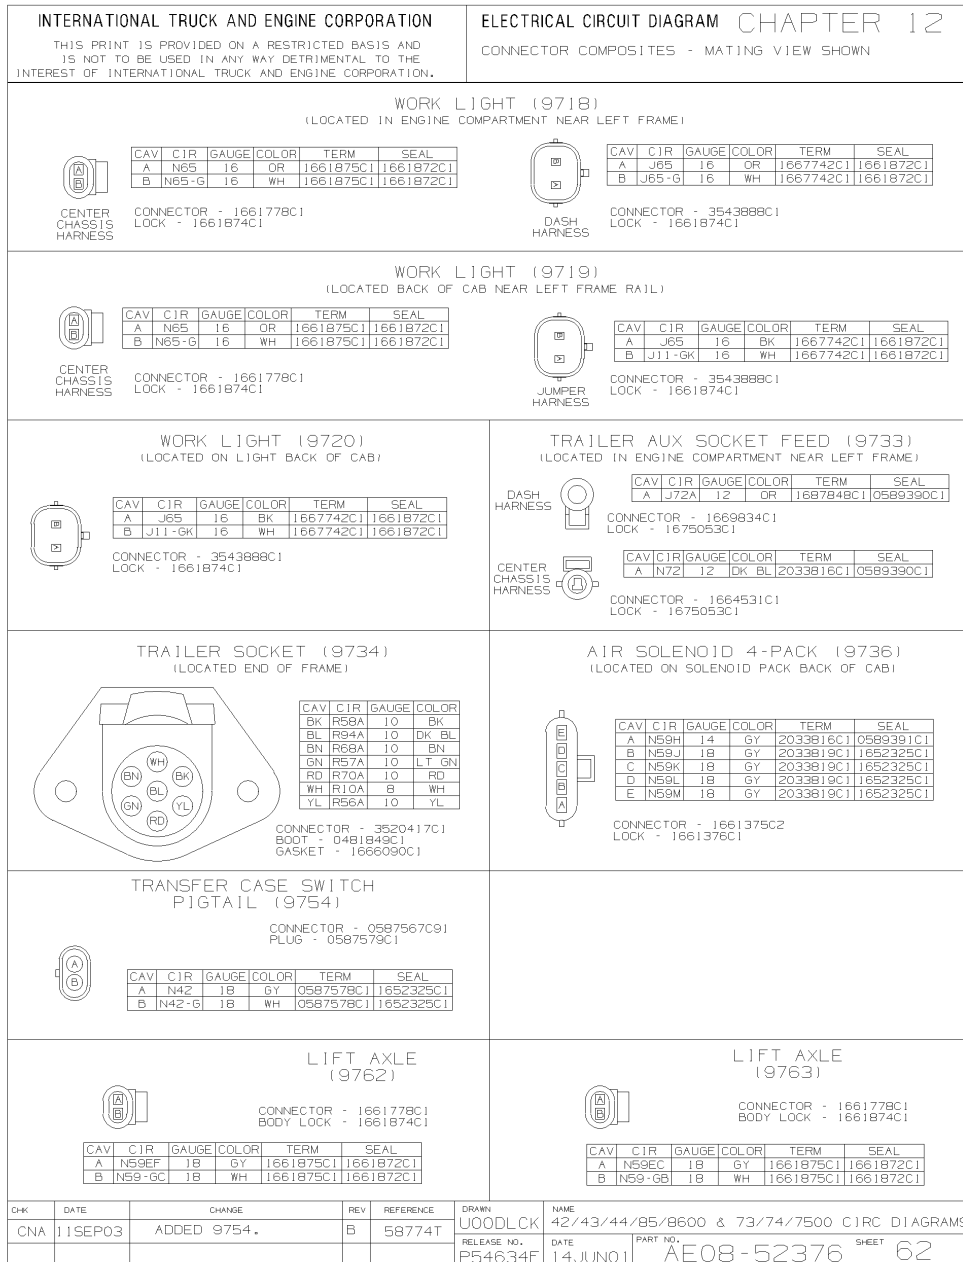 INTERNATIONAL TRUCK AND ENGINE CORPORATION
THIS PRINT IS PROVIDED ON A RESTRICTED BASIS AND
IS NOT TO BE USED IN ANY WAY DETRIMENTAL TO THE
INTEREST OF INTERNATIONAL TRUCK AND ENGINE CORPORATION.
ELECTRICAL CIRCUIT DIAGRAM CHAPTER 12
CONNECTOR COMPOSITES - MATING VIEW SHOWN
WORK LIGHT (9718)
(LOCATED IN ENGINE COMPARTMENT NEAR LEFT FRAME)
A
B
CENTER
CHASSIS
HARNESS
CAV CIR GAUGE COLOR TERM SEAL
A N65 16 OR 1661875C1 1661872C1
B N65-G 16 WH 1661875C1 1661872C1
CONNECTOR - 1661778C1
LOCK - 1661874C1
B
A
DASH
HARNESS
CAV CIR GAUGE COLOR TERM SEAL
A J65 16 OR 1667742C1 1661872C1
B J65-G 16 WH 1667742C1 1661872C1
CONNECTOR - 3543888C1
LOCK - 1661874C1
WORK LIGHT (9719)
(LOCATED BACK OF CAB NEAR LEFT FRAME RAIL)
A
B
CENTER
CHASSIS
HARNESS
CAV CIR GAUGE COLOR TERM SEAL
A N65 16 OR 1661875C1 1661872C1
B N65-G 16 WH 1661875C1 1661872C1
CONNECTOR - 1661778C1
LOCK - 1661874C1
B
A
JUMPER
HARNESS
CAV CIR GAUGE COLOR TERM SEAL
A J65 16 BK 1667742C1 1661872C1
B J11-GK 16 WH 1667742C1 1661872C1
CONNECTOR - 3543888C1
LOCK - 1661874C1
WORK LIGHT (9720)
(LOCATED ON LIGHT BACK OF CAB)
B
A
CAV CIR GAUGE COLOR TERM SEAL
A J65 16 BK 1667742C1 1661872C1
B J11-GK 16 WH 1667742C1 1661872C1
CONNECTOR - 3543888C1
LOCK - 1661874C1
TRAILER AUX SOCKET FEED (9733)
(LOCATED IN ENGINE COMPARTMENT NEAR LEFT FRAME)
DASH
HARNESS
CAV CIR GAUGE COLOR TERM SEAL
A J72A 12 OR 1687848C1 0589390C1
CONNECTOR - 1669834C1
LOCK - 1675053C1
CENTER
CHASSIS
HARNESS
CAV CIR GAUGE COLOR TERM SEAL
A N72 12 DK BL 2033816C1 0589390C1
CONNECTOR - 1664531C1
LOCK - 1675053C1
TRAILER SOCKET (9734)
(LOCATED END OF FRAME)
WH
BN BK
BL
GN YL
RD
CAV CIR GAUGE COLOR
BK R58A 10 BK
BL R94A 10 DK BL
BN R68A 10 BN
GN R57A 10 LT GN
RD R70A 10 RD
WH R10A 8 WH
YL R56A 10 YL
CONNECTOR - 3520417C1
BOOT - 0481849C1
GASKET - 1666090C1
AIR SOLENOID 4-PACK (9736)
(LOCATED ON SOLENOID PACK BACK OF CAB)
E
D
C
B
A
CAV CIR GAUGE COLOR TERM SEAL
A N59H 14 GY 2033816C1 0589391C1
B N59J 18 GY 2033819C1 1652325C1
C N59K 18 GY 2033819C1 1652325C1
D N59L 18 GY 2033819C1 1652325C1
E N59M 18 GY 2033819C1 1652325C1
CONNECTOR - 1661375C2
LOCK - 1661376C1
TRANSFER CASE SWITCH
PIGTAIL (9754)
CONNECTOR - 0587567C91
PLUG - 0587579C1
A
B
CAV CIR GAUGE COLOR TERM SEAL
A N42 18 GY 0587578C1 1652325C1
B N42-G 18 WH 0587578C1 1652325C1
LIFT AXLE
(9762)
A
B
CONNECTOR - 1661778C1
BODY LOCK - 1661874C1
CAV CIR GAUGE COLOR TERM SEAL
A N59EF 18 GY 1661875C1 1661872C1
B N59-GC 18 WH 1661875C1 1661872C1
LIFT AXLE
(9763)
A
B
CONNECTOR - 1661778C1
BODY LOCK - 1661874C1
CAV CIR GAUGE COLOR TERM SEAL
A N59EC 18 GY 1661875C1 1661872C1
B N59-GB 18 WH 1661875C1 1661872C1
CHK DATE CHANGE REV REFERENCE
CNA 11SEP03 ADDED 9754. B 58774T
DRAWN
U00DLCK
NAME
42/43/44/85/8600 & 73/74/7500 CIRC DIAGRAMS
RELEASE NO.
P54634F
DATE
14JUN01
PART NO.
AE08-52376
SHEET
62